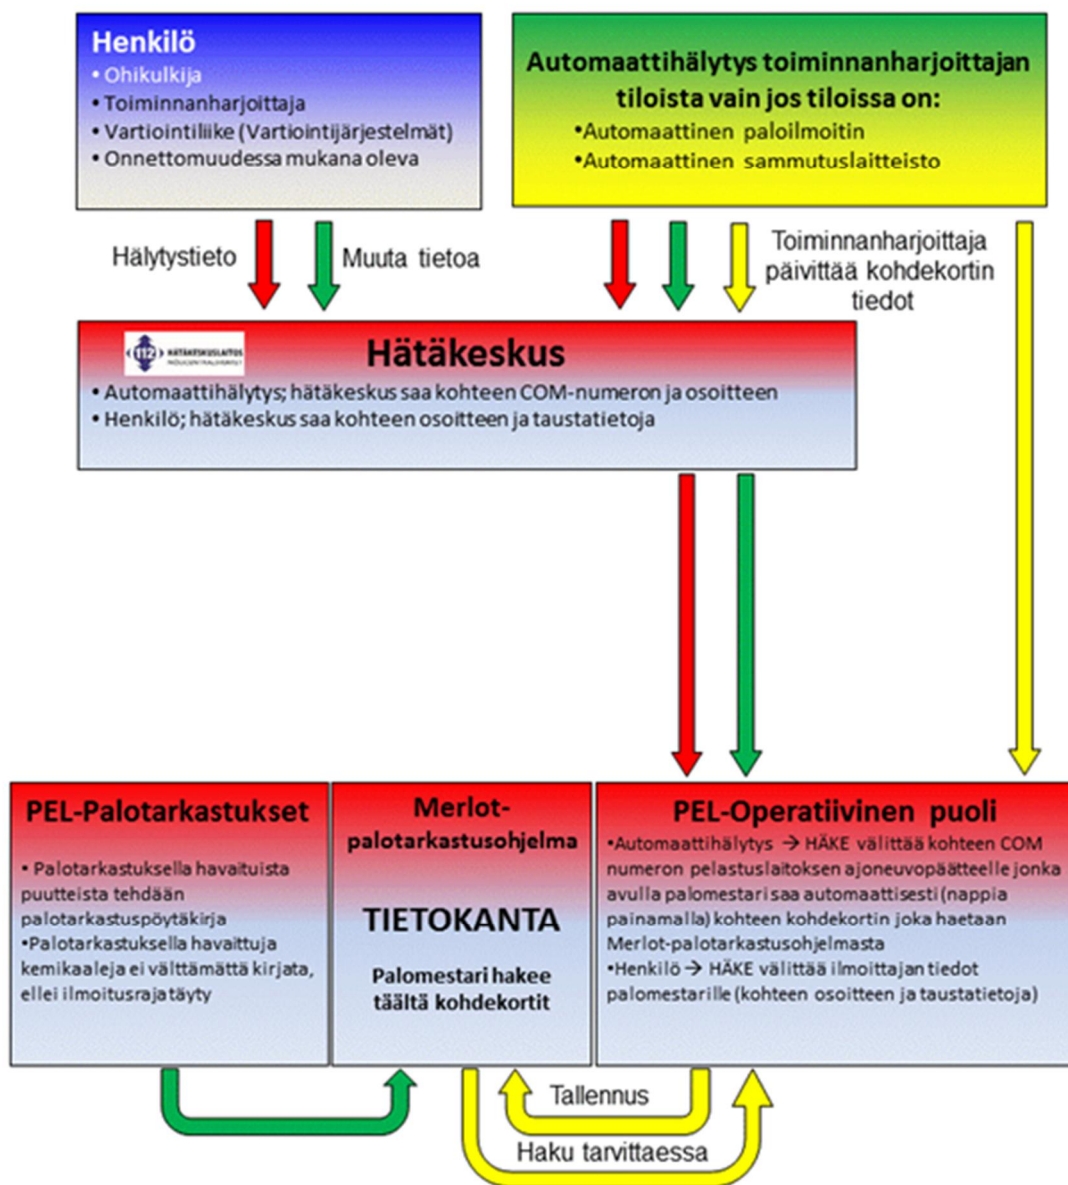 Henkilö
• Ohikulkija
• Toiminnanharjoittaja
• Vartiointiliike (Vartiointijärjestelmät)
• Onnettomuudessa mukana oleva
Automaattihälytys toiminnanharjoittajan
tiloista vain jos tiloissa on:
•Automaattinen paloilmoitin
•Automaattinen sammutuslaitteisto
Hälytystieto
Muuta tietoa
Toiminnanharjoittaja
päivittää kohdekortin
tiedot
112
HÄTÄKESKUSLAITOS
Hätäkeskus
• Automaattihälytys; hätäkeskus saa kohteen COM-numeron ja osoitteen
• Henkilö; hätäkeskus saa kohteen osoitteen ja taustatietoja
PEL-Palotarkastukset
• Palotarkastuksella havaituista
puutteista tehdään
palotarkastuspöytäkirja
•Palotarkastuksella havaittuja
kemikaaleja ei välttämättä kirjata,
ellei ilmoitusraja täyty
Merlot-
palotarkastusohjelma
TIETOKANTA
Palomestari hakee
täältä kohdekortit
PEL-Operatiivinen puoli
•Automaattihälytys → HÄKE välittää kohteen COM
numeron pelastuslaitoksen ajoneuvopäätteelle jonka
avulla palomestari saa automaattisesti (nappia
painamalla) kohteen kohdekortin joka haetaan
Merlot-palotarkastusohjelmasta
•Henkilö → HÄKE välittää ilmoittajan tiedot
palomestarille (kohteen osoitteen ja taustatietoja)
Tallennus
Haku tarvittaessa